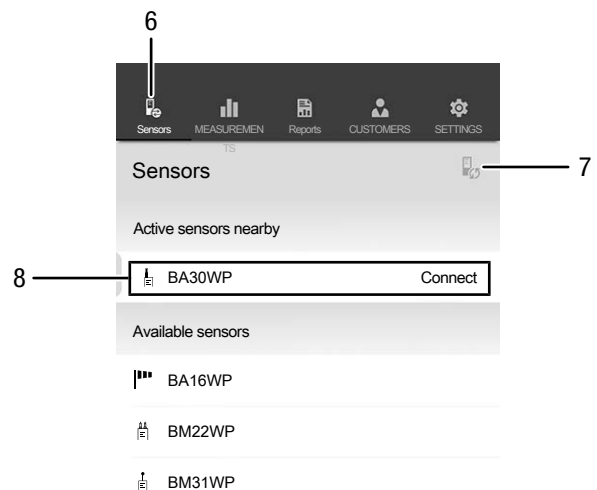 6
Sensors MEASUREMEN Reports CUSTOMERS SETTINGS
TS
Sensors
7
Active sensors nearby
8
BA30WP Connect
Available sensors
BA16WP
BM22WP
BM31WP